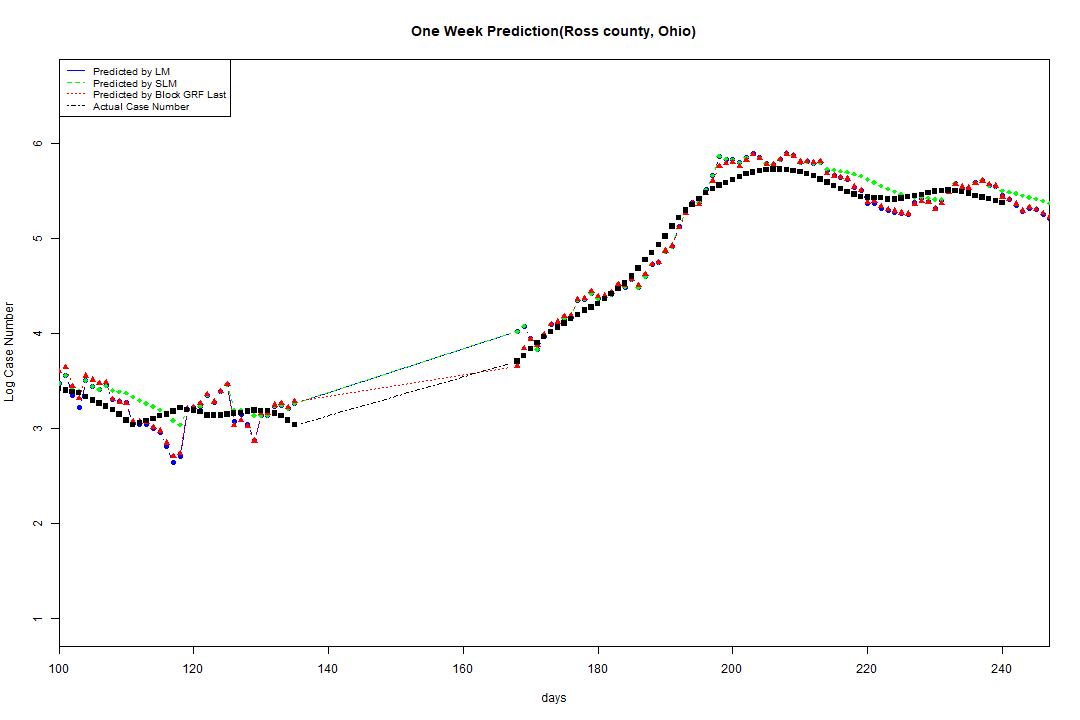 One Week Prediction(Ross county, Ohio)
Predicted by LM
Predicted by SLM
Predicted by Block GRF Last
Actual Case Number
6
5
4
3
2
1
Log Case Number
100 120 140 160 180 200 220 240
days